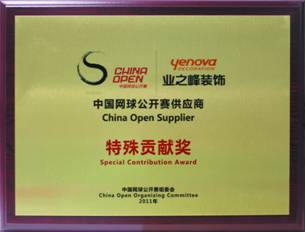 CHINA OPEN
中国网球公开赛
yenova
DECORATION
业之峰装饰
中国网球公开赛供应商
China Open Supplier
特殊贡献奖
Special Contribution Award
中国网球公开赛组委会
China Open Organizing Committee
2011年